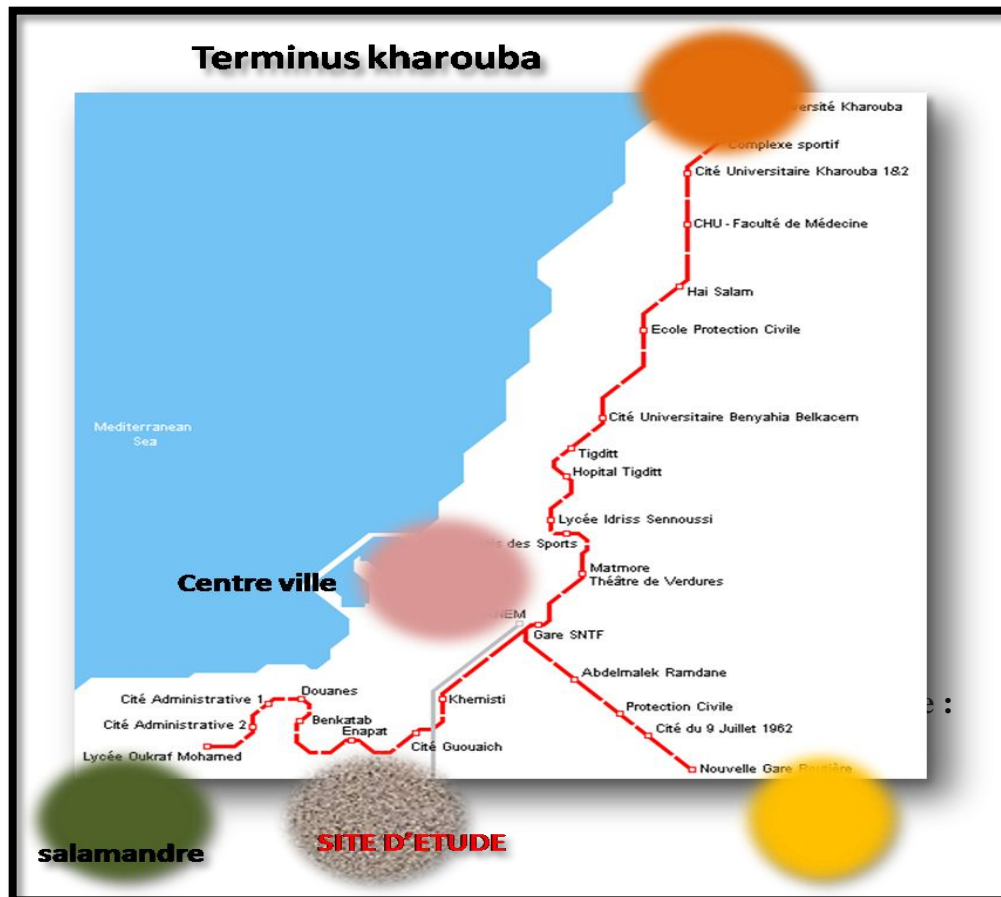 Terminus kharouba
Kharouba
Complexe sportif
Cité Universitaire Kharouba 1&2
CHU - Faculté de Médecine
Hai Salam
Ecole Protection Civile
Mediterranean
Sea
Cité Universitaire Benyahia Belkacem
Tigditt
Hopital Tigditt
Lycée Idriss Sennoussi
des Sports
Centre ville
Matmore
Théâtre de Verdures
NEM
Gare SNTF
Abdelmalek Ramdane
Cité Administrative 1
Douanes
Khemisti
Protection Civile
e :
Cité Administrative 2
Benkatab
Enapat
Cité Guouaich
Cité du 9 Juillet 1962
Lycée Oukraf Mohamed
Nouvelle Gare Routière
SITE D'ETUDE
salamandre